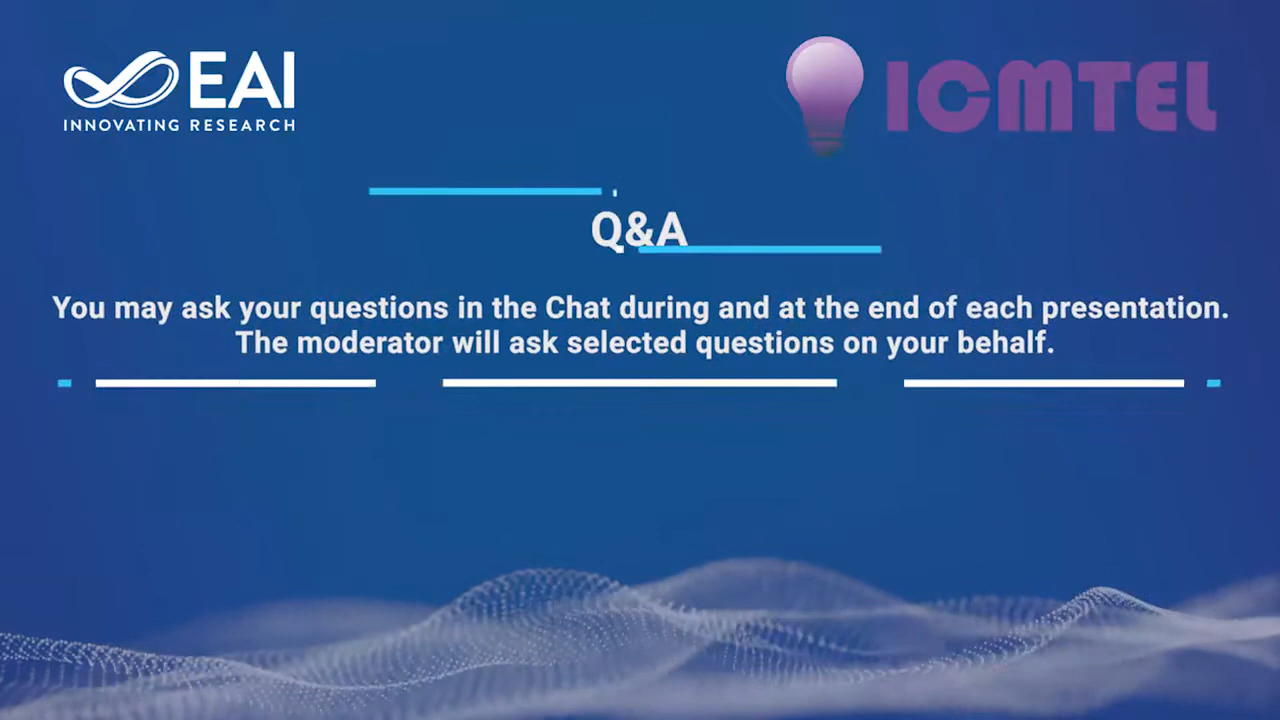 EAI
INNOVATING RESEARCH
ICMTEL
Q&A
You may ask your questions in the Chat during and at the end of each presentation.
The moderator will ask selected questions on your behalf.